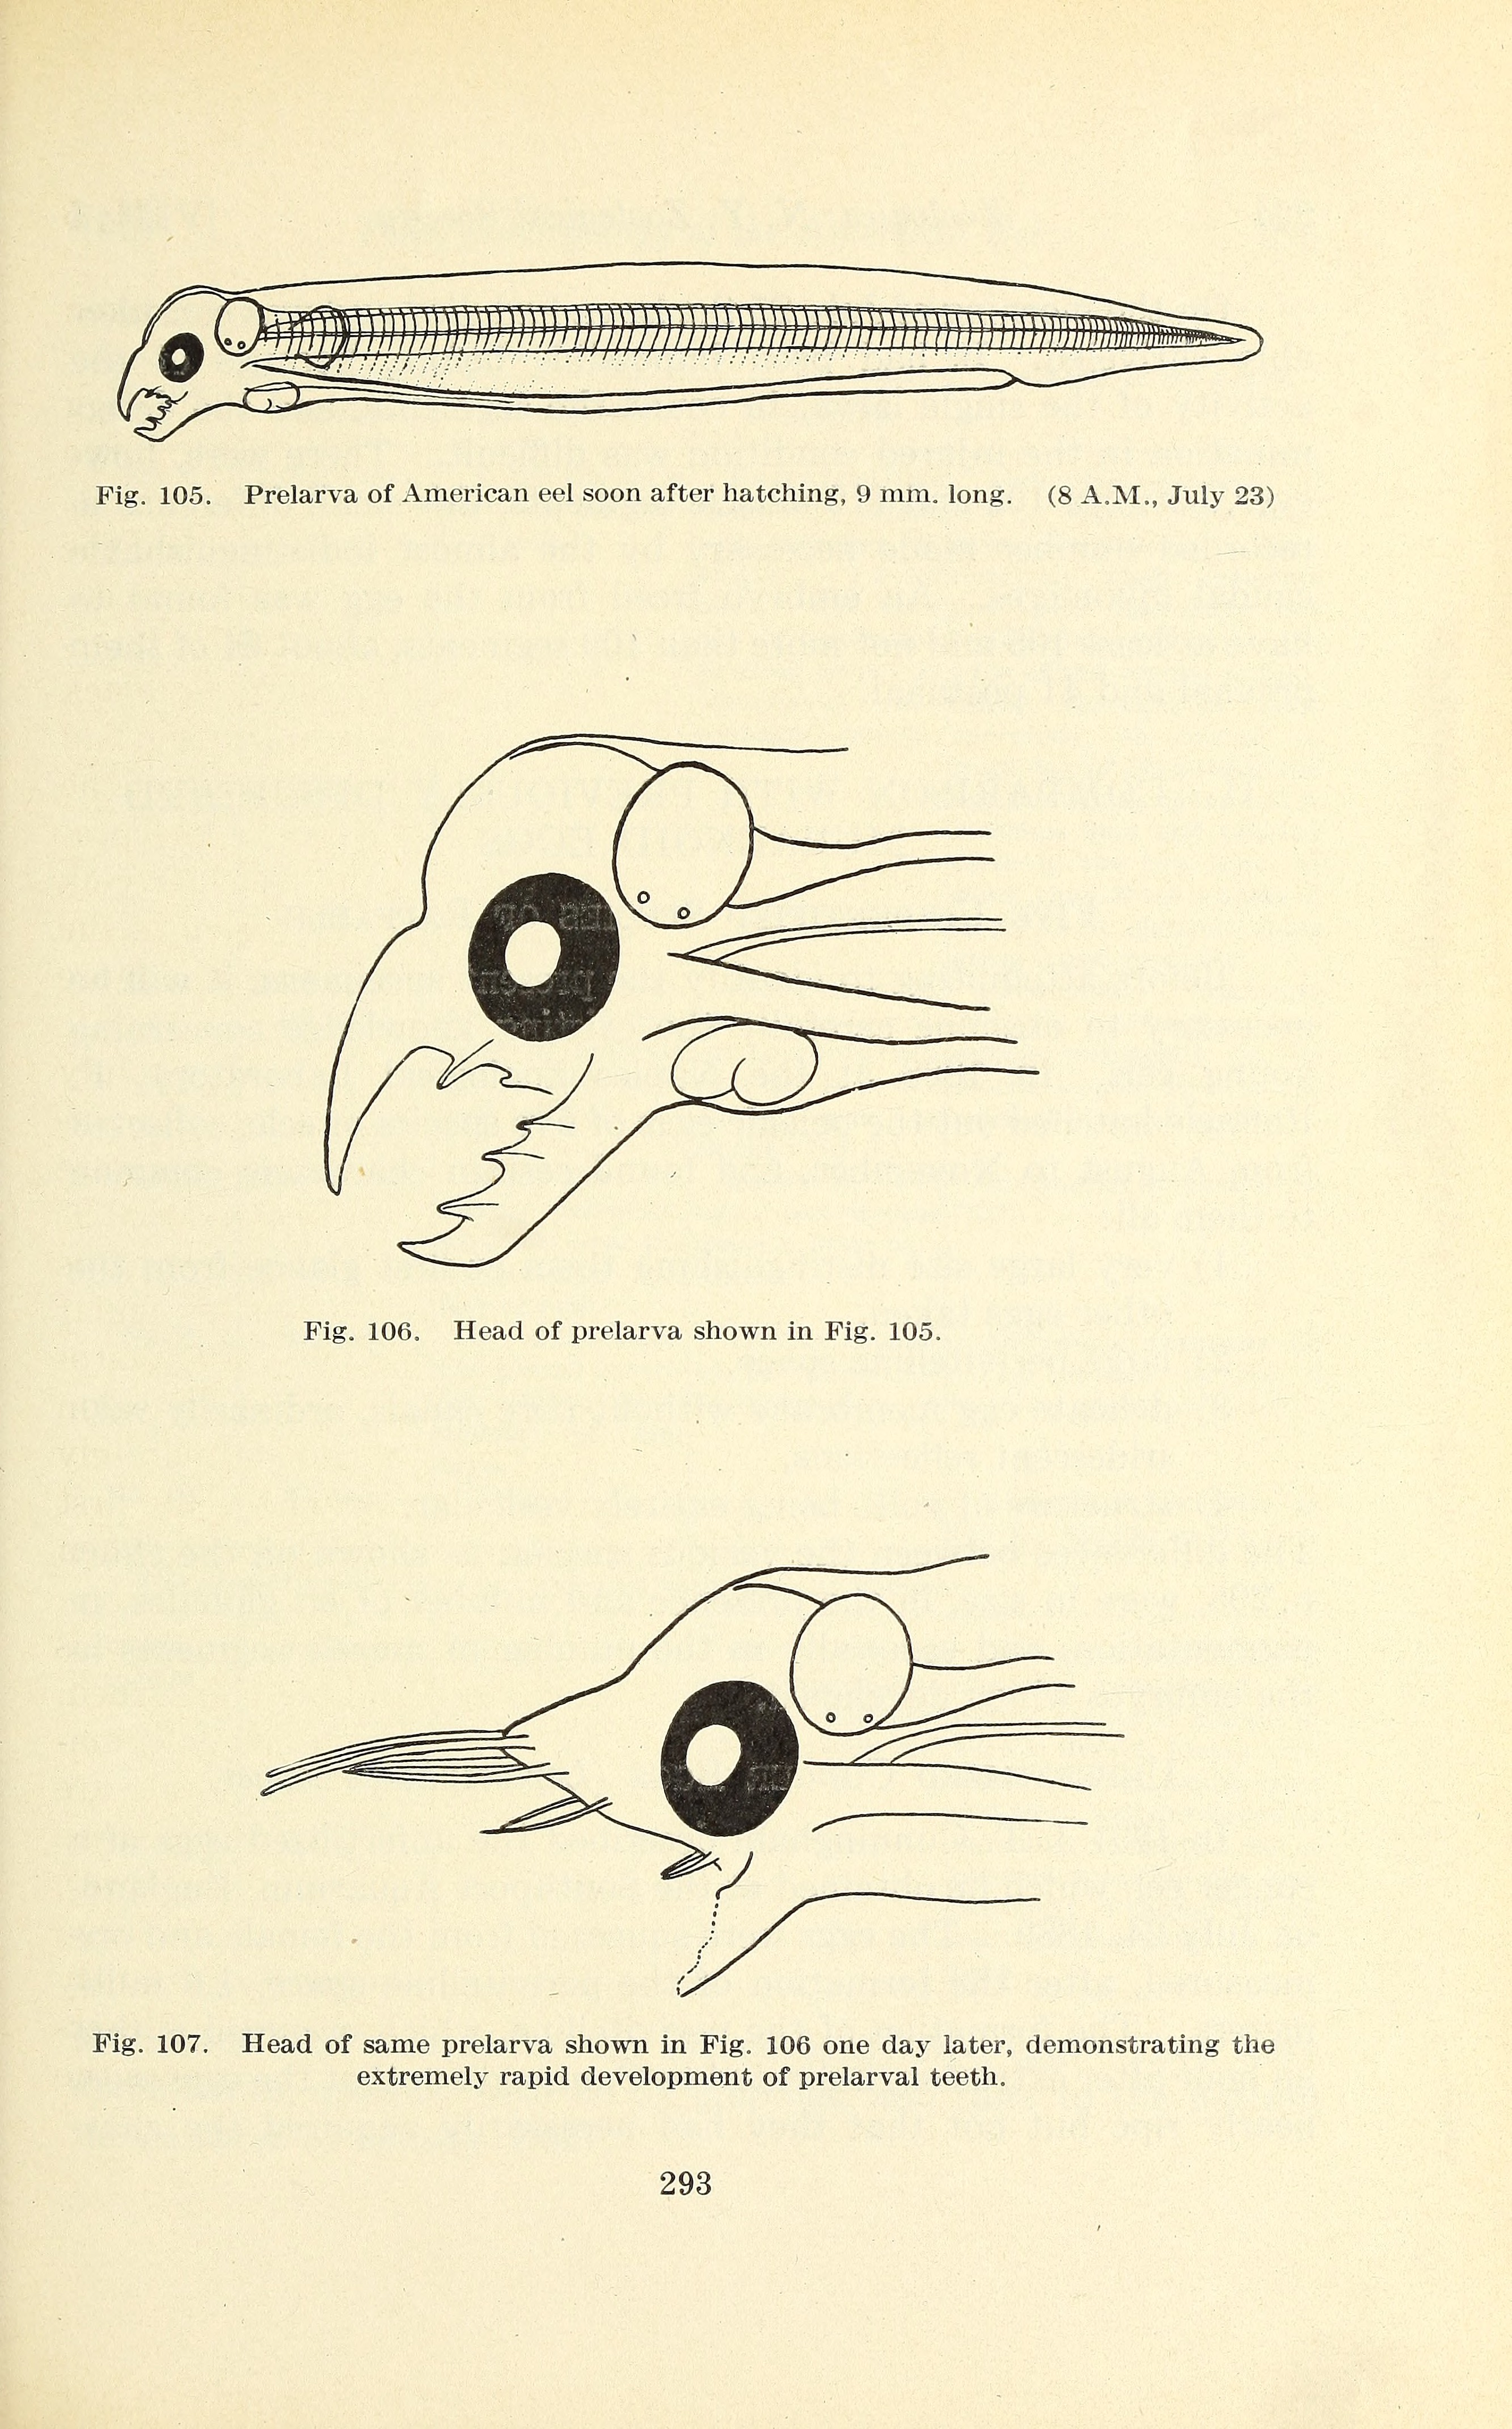 Fig. 105. Prelarva of American eel soon after hatching, 9 mm. long. (8 A.M., July 23)
Fig. 106. Head of prelarva shown in Fig. 105.
Fig. 107. Head of same prelarva shown in Fig. 106 one day later, demonstrating the
extremely rapid development of prelarval teeth.
293